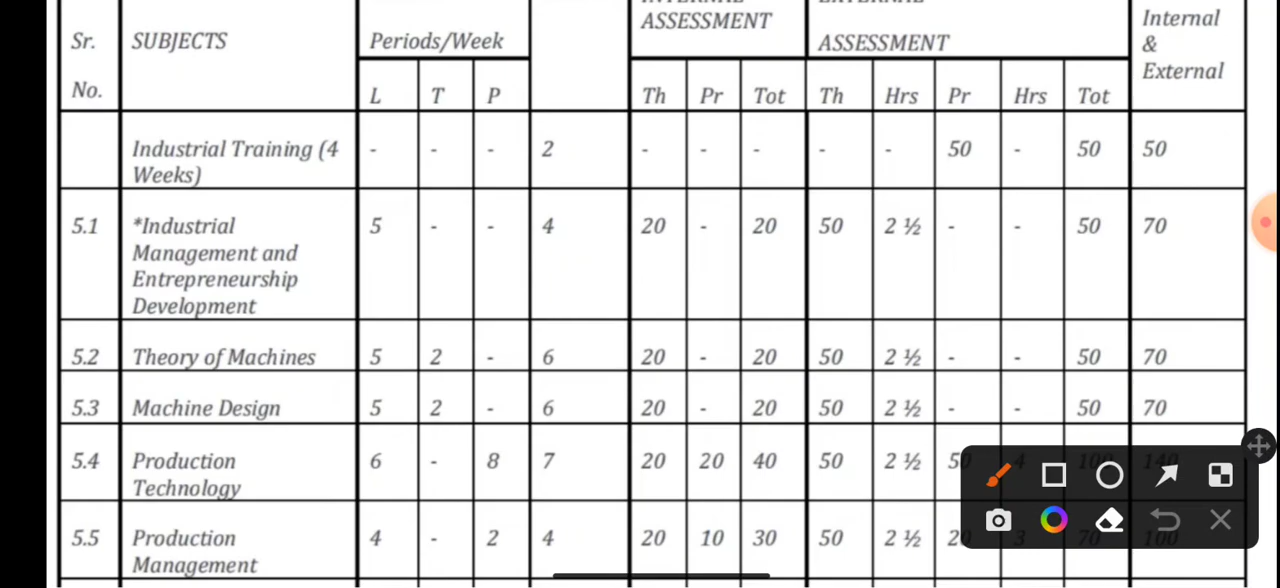 ASSESSMENT
Internal
Sr. SUBJECTS Periods/Week ASSESSMENT &
No. External
L T P Th Pr Tot Th Hrs Pr Hrs Tot
Industrial Training (4 - - - 2 - - - - - 50 - 50 50
Weeks)
5.1 *Industrial 5 - - 4 20 - 20 50 2 ½ - - 50 70
Management and
Entrepreneurship
Development
5.2 Theory of Machines 5 2 - 6 20 - 20 50 2 ½ - - 50 70
5.3 Machine Design 5 2 - 6 20 - 20 50 2 ½ - - 50 70
5.4 Production 6 - 8 7 20 20 40 50 2 ½ 50 4 100 140
Technology
5.5 Production 4 - 2 4 20 10 30 50 2 ½ 20 3 70 100
Management